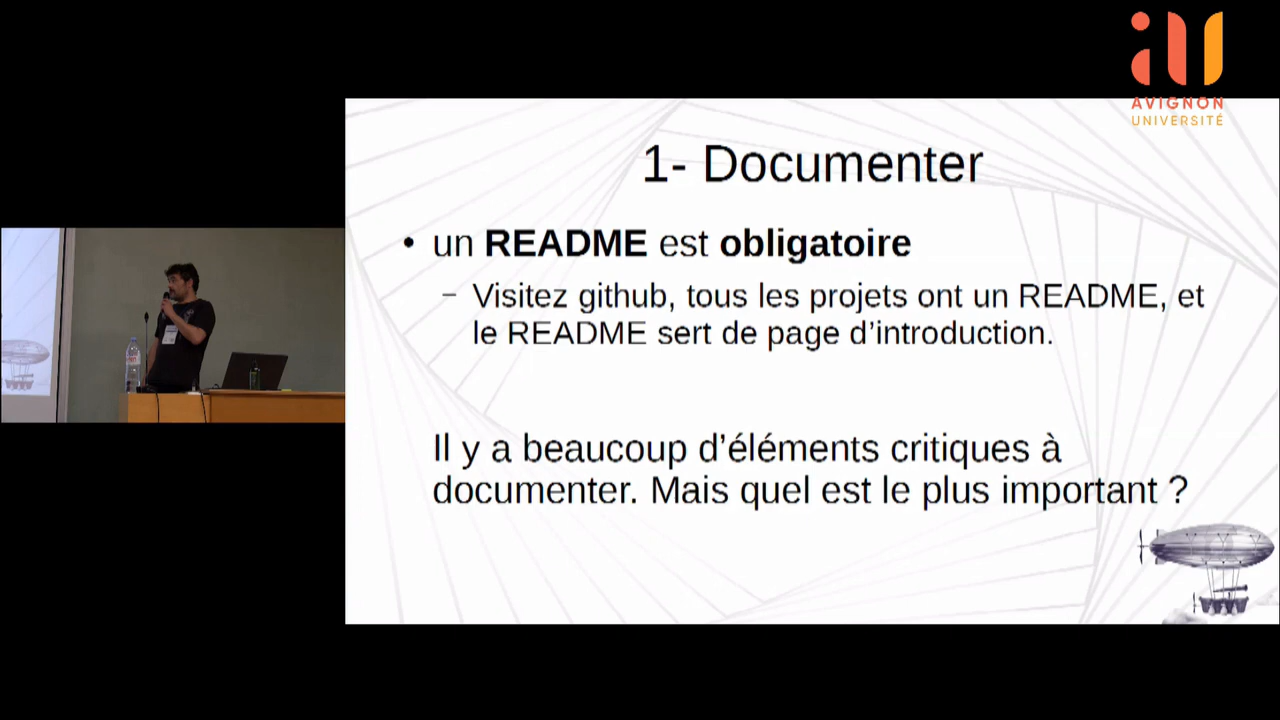 AVIGNON
UNIVERSITÉ
1- Documenter
• un README est obligatoire
– Visitez github, tous les projets ont un README, et
le README sert de page d’introduction.
Il y a beaucoup d’éléments critiques à
documenter. Mais quel est le plus important ?